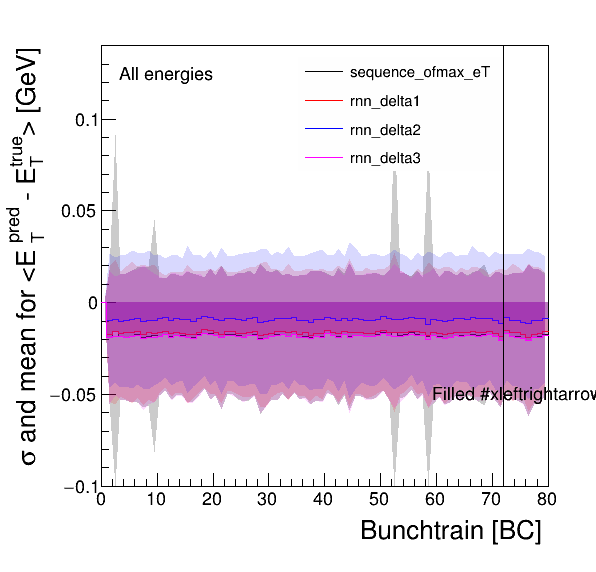 All energies
sequence_ofmax_eT
rnn_delta1
rnn_delta2
rnn_delta3
σ and mean for <E_T^pred - E_T^true> [GeV]
0.1
0.05
0
−0.05
−0.1
Filled #xleftrightarrow
0 10 20 30 40 50 60 70 80
Bunchtrain [BC]